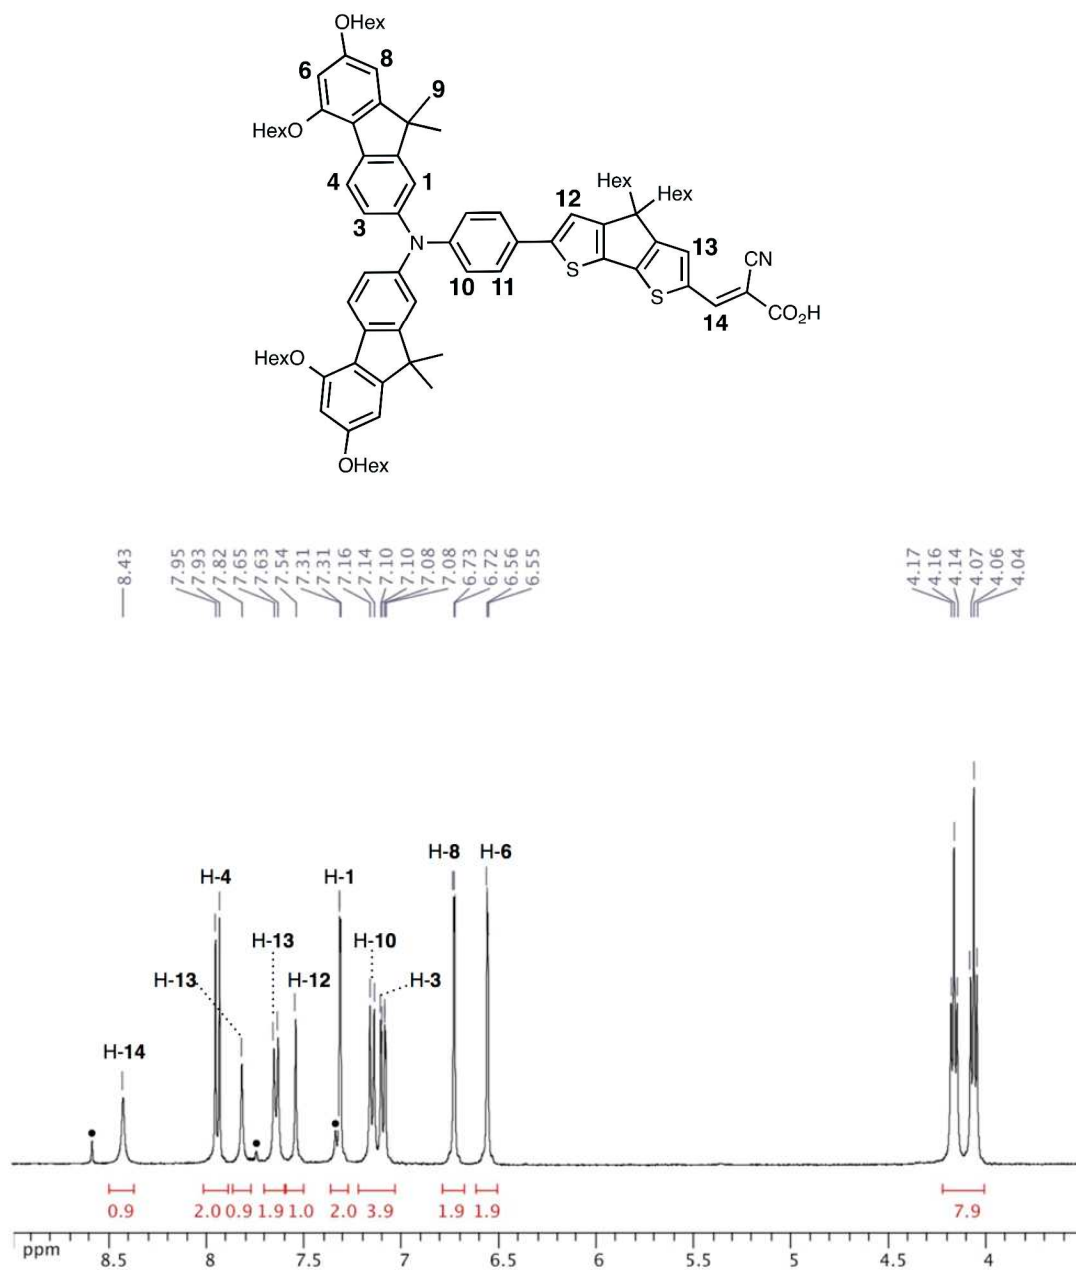 OHex
6 8
9
HexO
4 1
3
Hex
Hex
12
13
N
CN
S
10 11
S
CO₂H
14
HexO
OHex
8.43
7.95
7.93
7.82
7.65
7.63
7.54
7.31
7.31
7.16
7.14
7.10
7.10
7.08
7.08
6.73
6.72
6.56
6.55
4.17
4.16
4.14
4.07
4.06
4.04
H-8 H-6
H-4 H-1
H-13 H-10
H-13 H-12 H-3
H-14
0.9 2.0 0.9 1.9 1.0 2.0 3.9 1.9 1.9 7.9
ppm 8.5 8 7.5 7 6.5 6 5.5 5 4.5 4